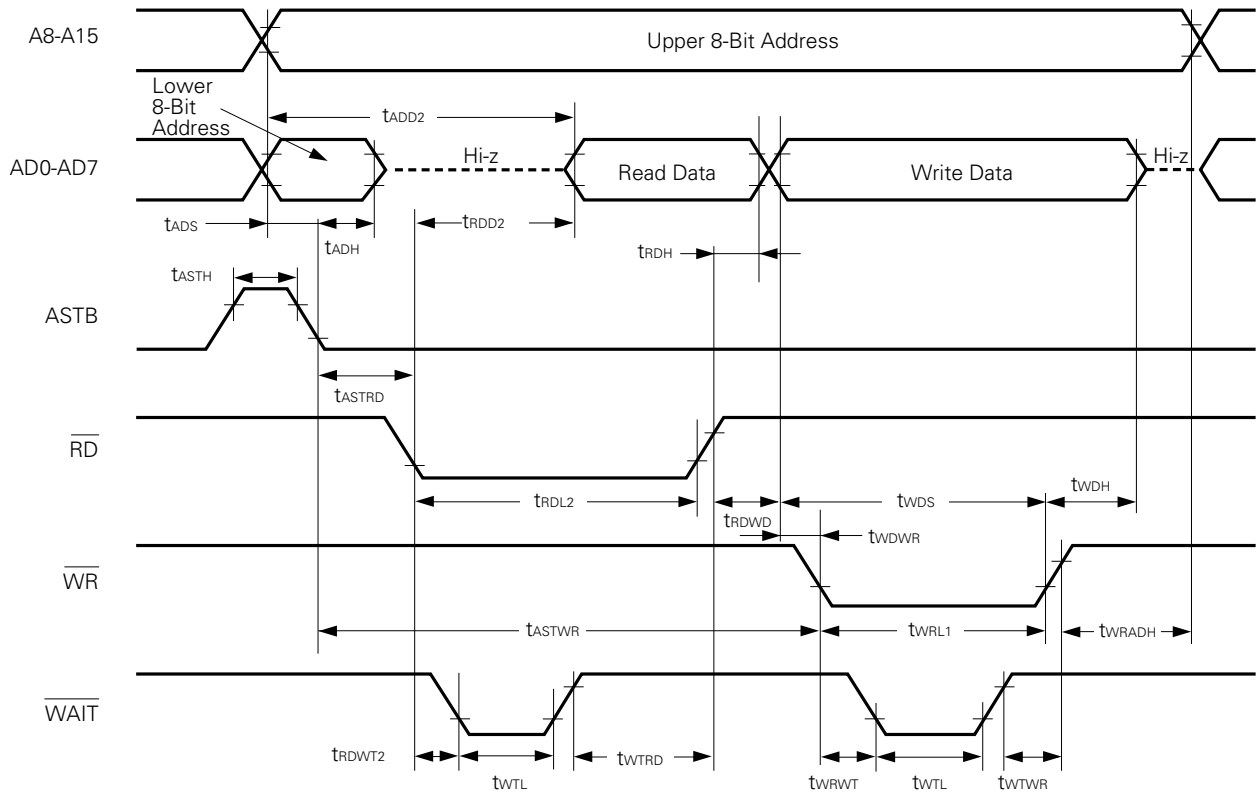 A8-A15
Upper 8-Bit Address
Lower
8-Bit
Address
tADD2
AD0-AD7
Hi-z
Read Data
Write Data
Hi-z
tADS
tADH
tRDD2
tRDH
tASTH
ASTB
tASTRD
RD
tRDL2
tRDWD
tWDS
tWDH
tWDWR
WR
tASTWR
tWRL1
tWRADH
WAIT
tRDWT2
tWTL
tWTRD
tWRWT
tWTL
tWTWR